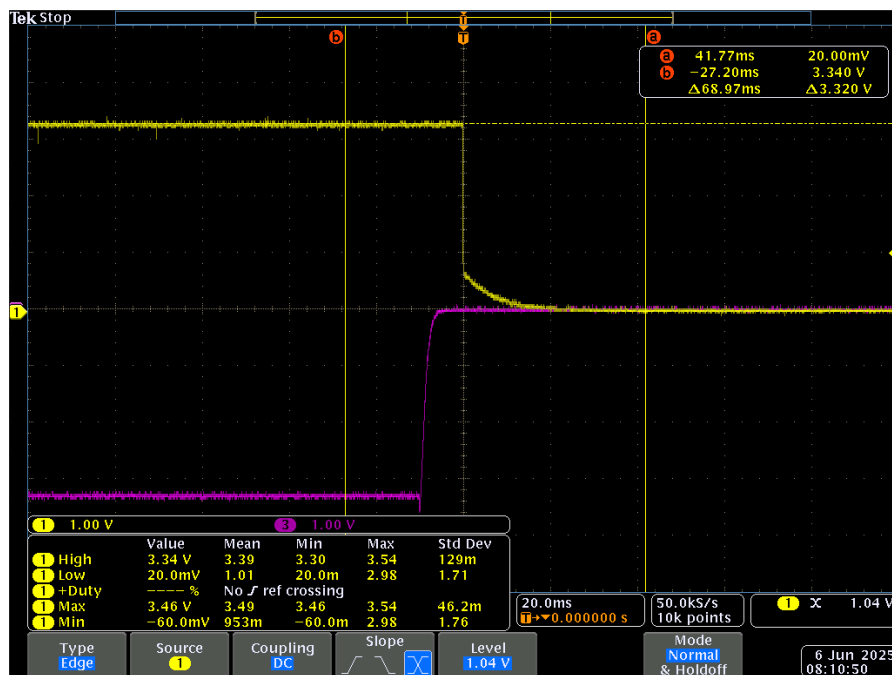 Tek Stop
T
b
T
a
a 41.77ms 20.00mV
b −27.20ms 3.340 V
Δ68.97ms Δ3.320 V
1
1 1.00 V 3 1.00 V
Value Mean Min Max Std Dev
1 High 3.34 V 3.39 3.30 3.54 129m
1 Low 20.0mV 1.01 20.0m 2.98 1.71
1 +Duty −−−− % No ref crossing
1 Max 3.46 V 3.49 3.46 3.54 46.2m
1 Min −60.0mV 953m −60.0m 2.98 1.76
20.0ms
T→▼0.000000 s
50.0kS/s
10k points
1 1.04 V
Type
Edge
Source
1
Coupling
DC
Slope
Level
1.04 V
Mode
Normal
& Holdoff
6 Jun 2025
08:10:50